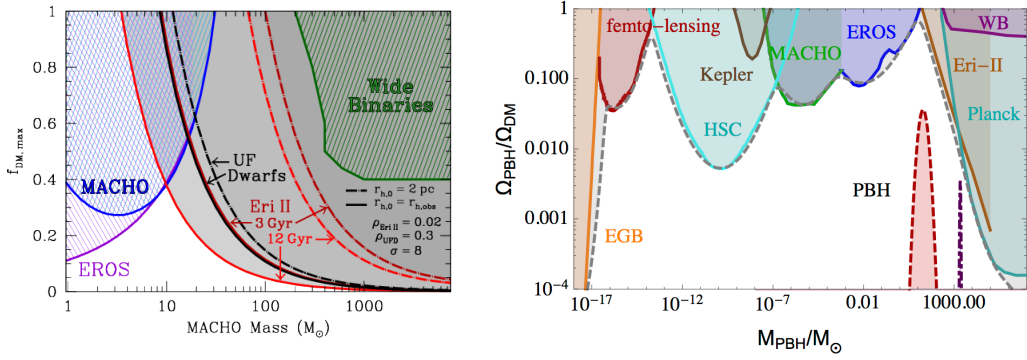 f_DM,max
1
0.8
0.6
0.4
0.2
0
1
10
100
1000
MACHO Mass (M⊙)
MACHO
EROS
UF
Dwarfs
Eri II
3 Gyr
12 Gyr
Wide
Binaries
r_h,0 = 2 pc
r_h,0 = r_h,obs
ρ_Eri II = 0.02
ρ_UFD = 0.3
σ = 8
Ω_PBH/Ω_DM
1
0.100
0.010
0.001
10⁻⁴
10⁻¹⁷
10⁻¹²
10⁻⁷
0.01
1000.00
M_PBH/M⊙
femto-lensing
Kepler
MACHO
EROS
WB
Eri-II
Planck
HSC
PBH
EGB